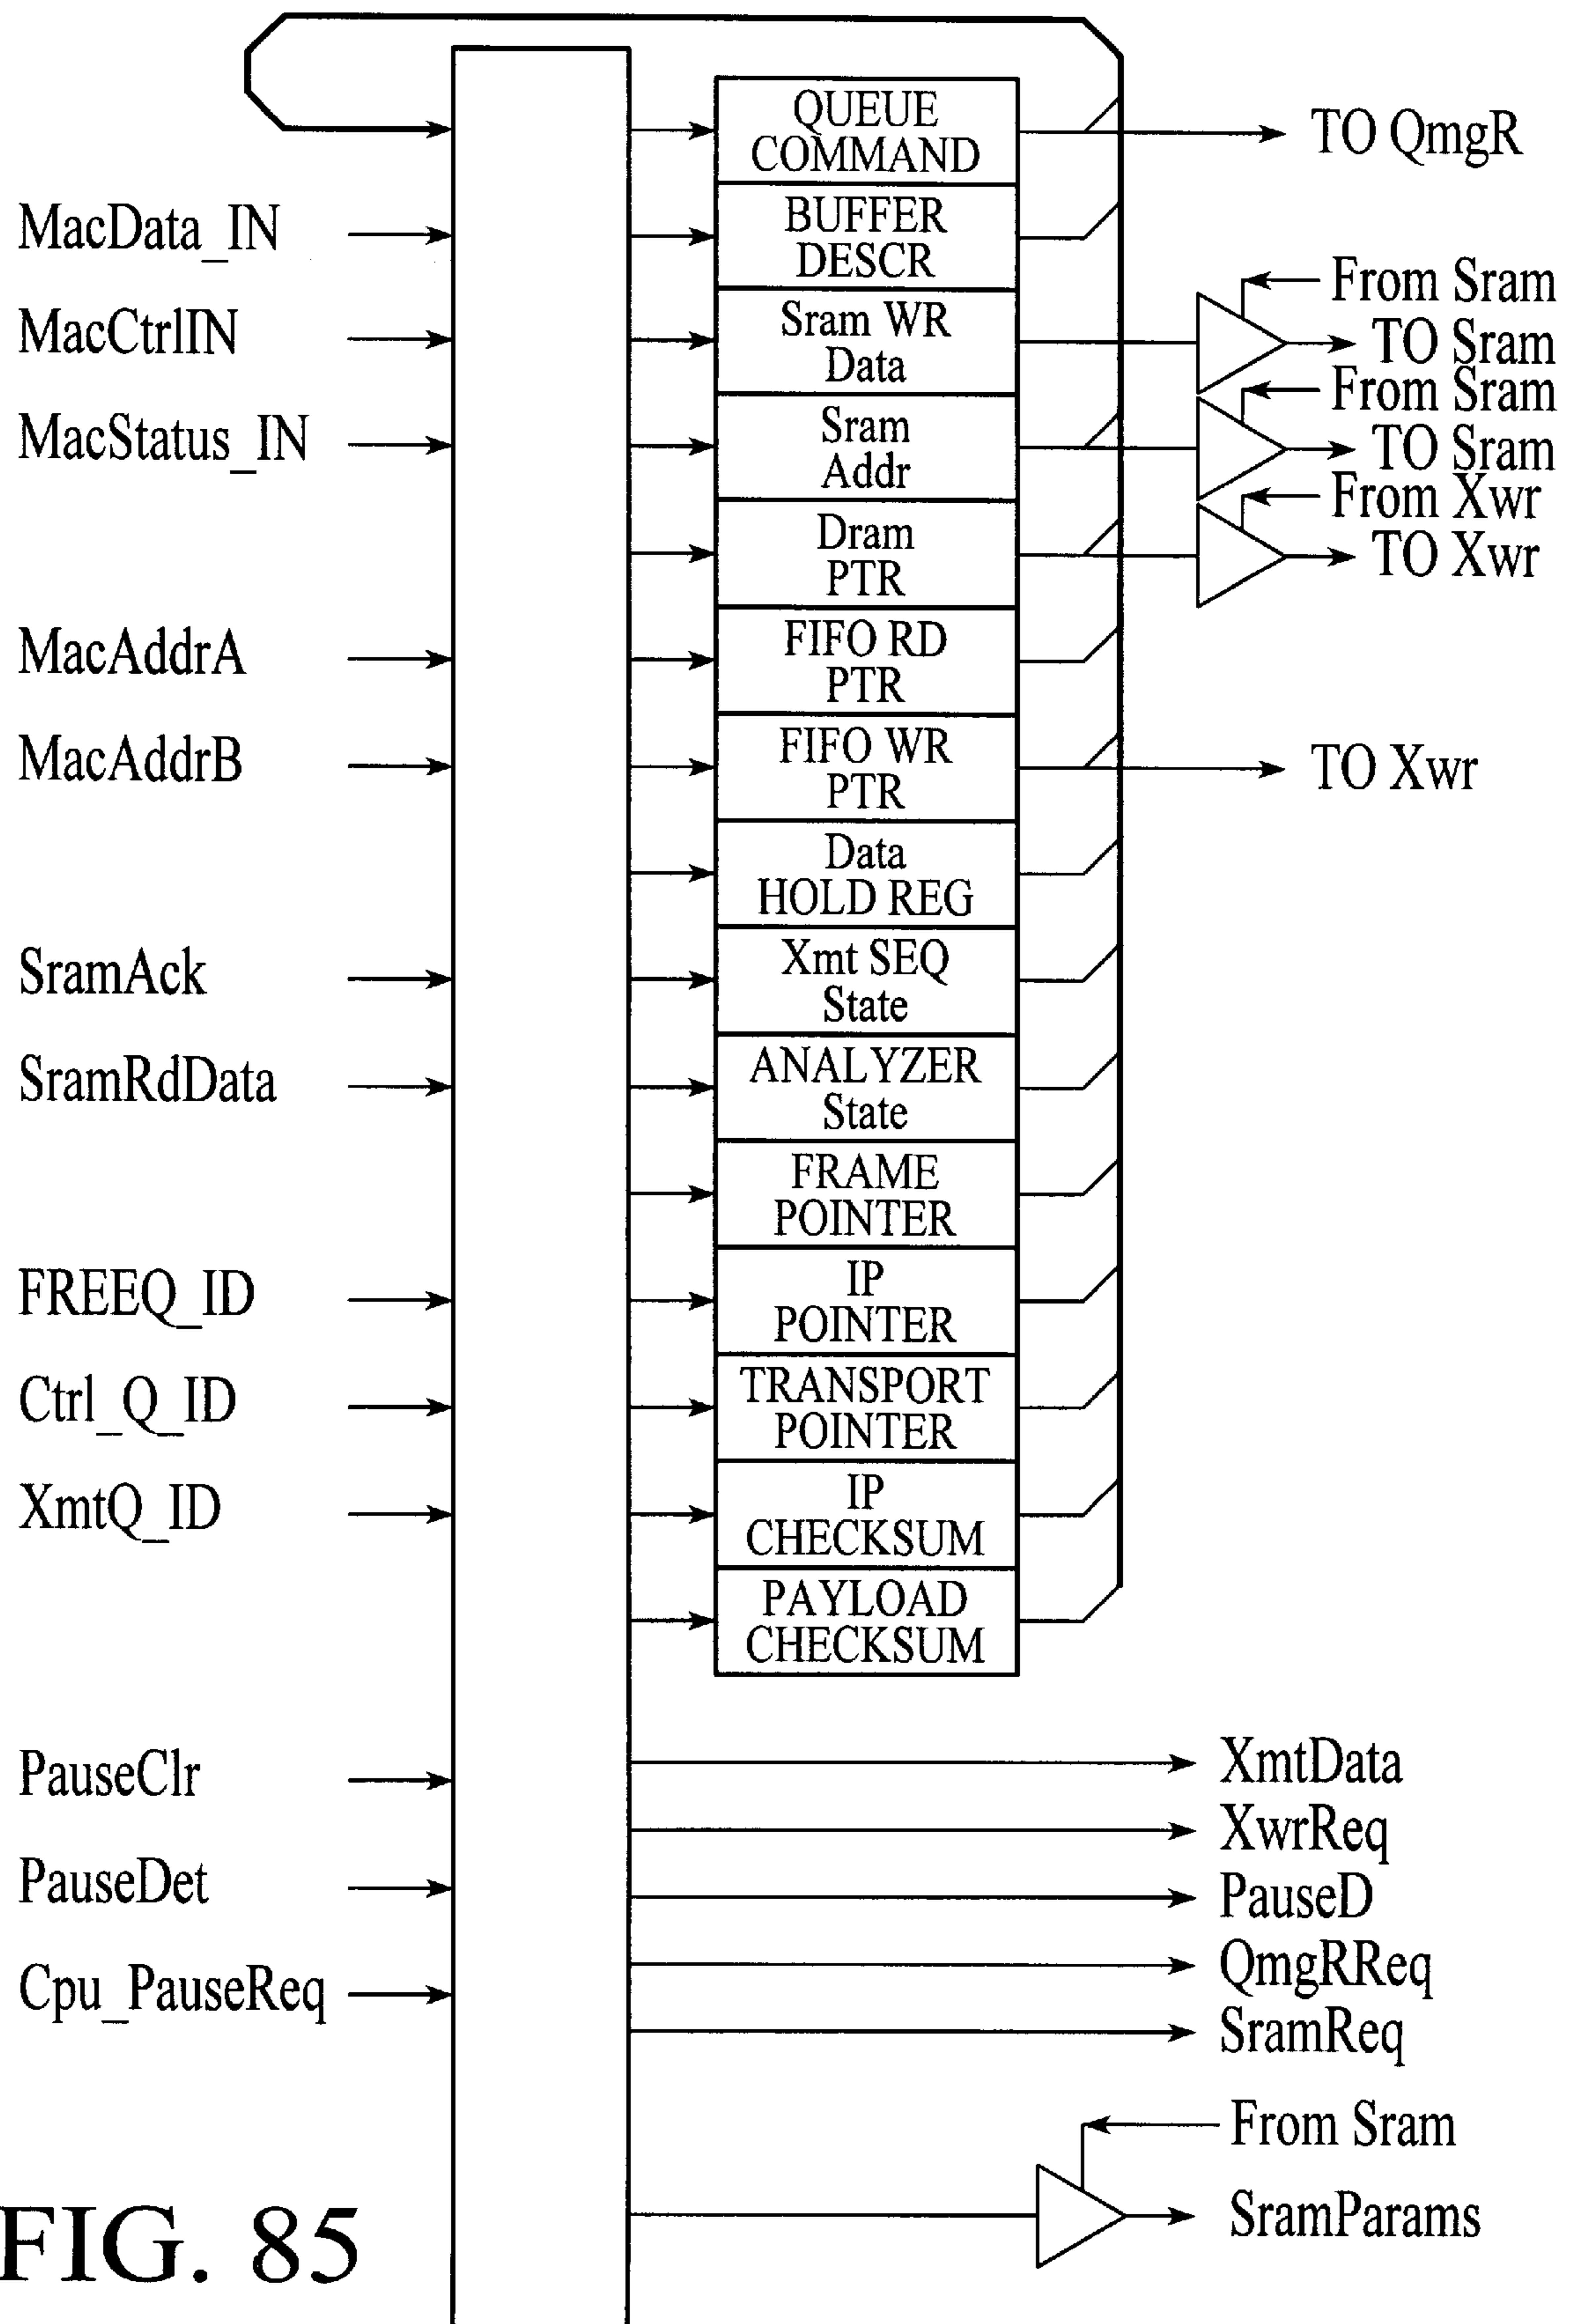 QUEUE
COMMAND
TO QmgR
MacData_IN
BUFFER
DESCR
From Sram
MacCtrlIN
Sram WR
Data
TO Sram
From Sram
MacStatus_IN
Sram
Addr
TO Sram
From Xwr
Dram
PTR
TO Xwr
MacAddrA
FIFO RD
PTR
MacAddrB
FIFO WR
PTR
TO Xwr
Data
HOLD REG
SramAck
Xmt SEQ
State
SramRdData
ANALYZER
State
FRAME
POINTER
FREEQ_ID
IP
POINTER
Ctrl_Q_ID
TRANSPORT
POINTER
XmtQ_ID
IP
CHECKSUM
PAYLOAD
CHECKSUM
PauseClr
XmtData
XwrReq
PauseDet
PauseD
QmgRReq
Cpu_PauseReq
SramReq
From Sram
SramParams
FIG. 85